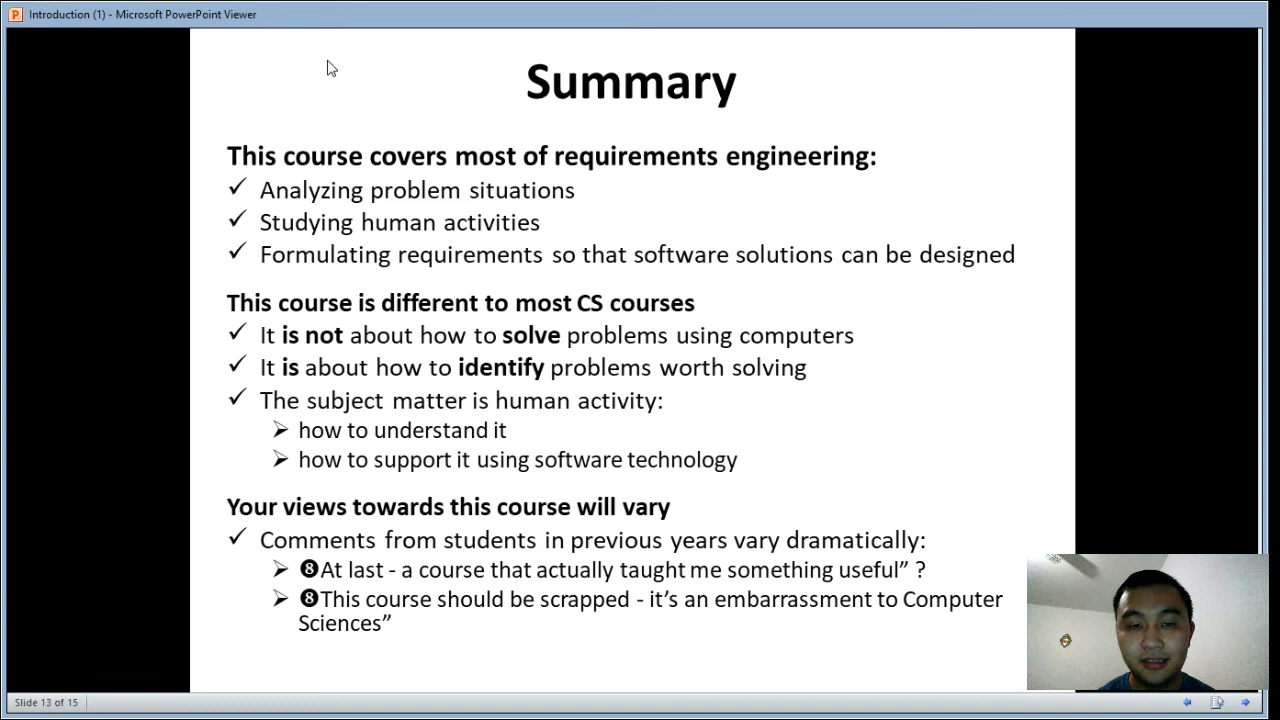 Introduction (1) - Microsoft PowerPoint Viewer
Summary
This course covers most of requirements engineering:
✓ Analyzing problem situations
✓ Studying human activities
✓ Formulating requirements so that software solutions can be designed
This course is different to most CS courses
✓ It is not about how to solve problems using computers
✓ It is about how to identify problems worth solving
✓ The subject matter is human activity:
➢ how to understand it
➢ how to support it using software technology
Your views towards this course will vary
✓ Comments from students in previous years vary dramatically:
➢ ❽At last - a course that actually taught me something useful” ?
➢ ❽This course should be scrapped - it’s an embarrassment to Computer
Sciences”
Slide 13 of 15